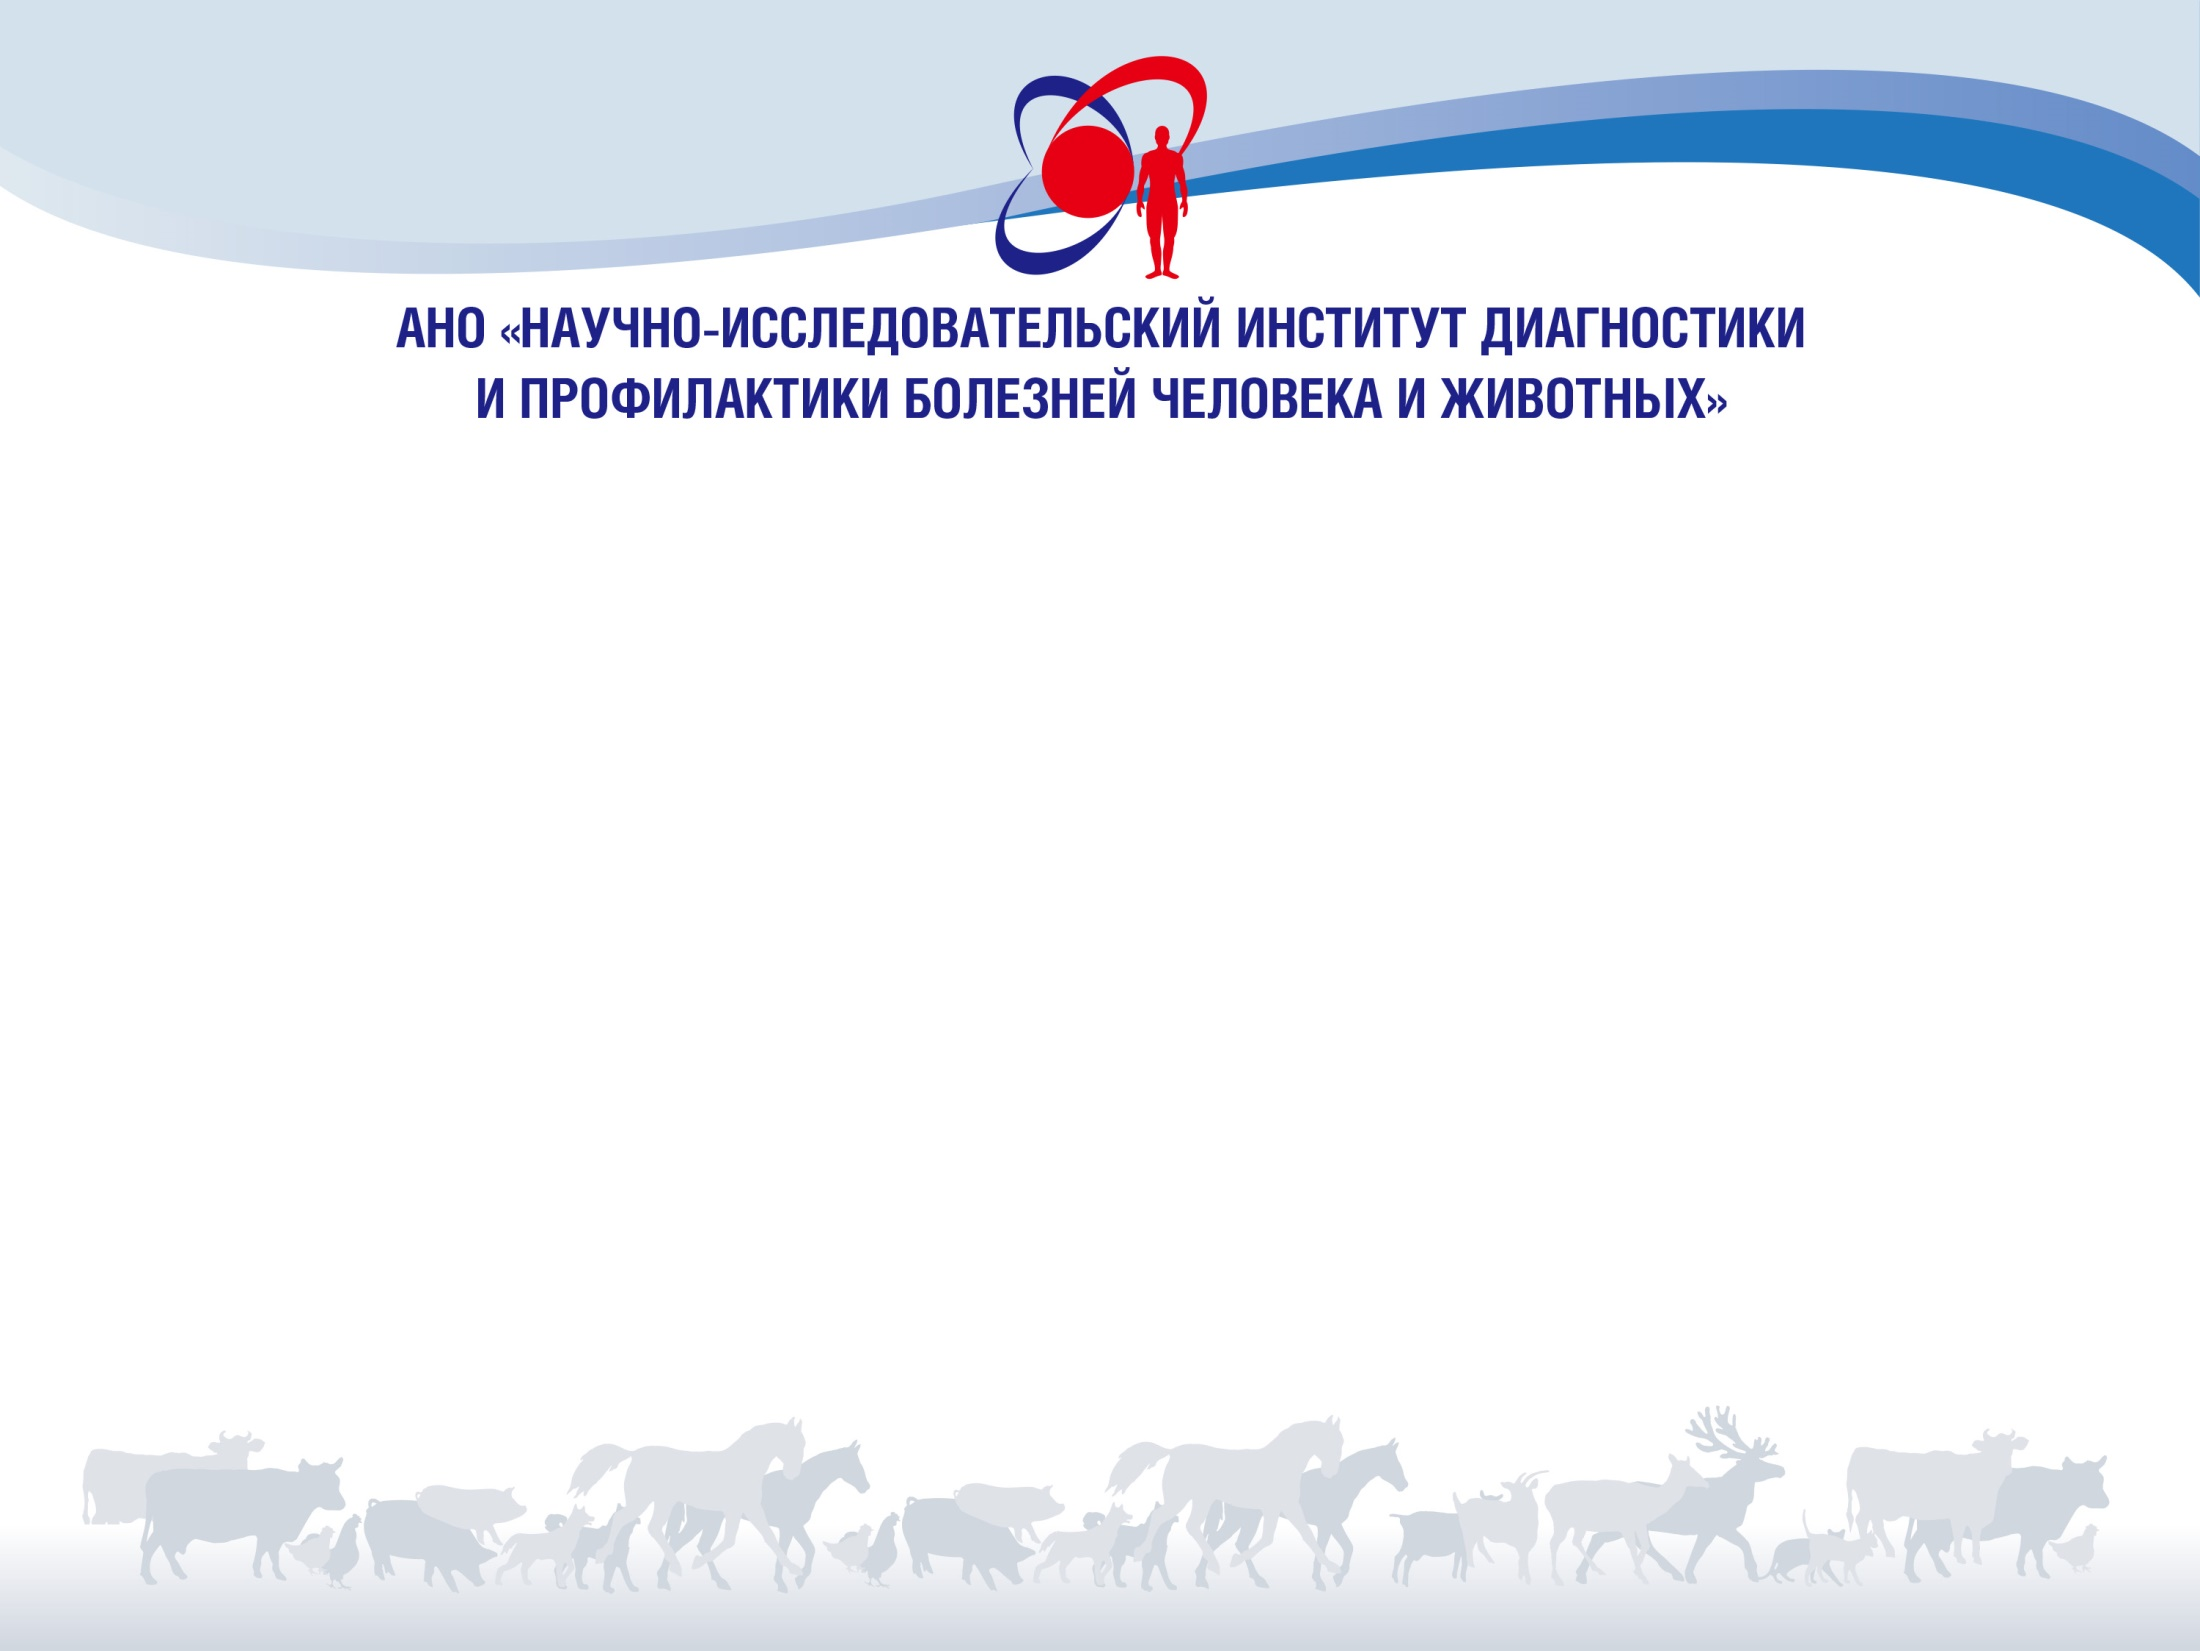 АНО «НАУЧНО-ИССЛЕДОВАТЕЛЬСКИЙ ИНСТИТУТ ДИАГНОСТИКИ
И ПРОФИЛАКТИКИ БОЛЕЗНЕЙ ЧЕЛОВЕКА И ЖИВОТНЫХ»